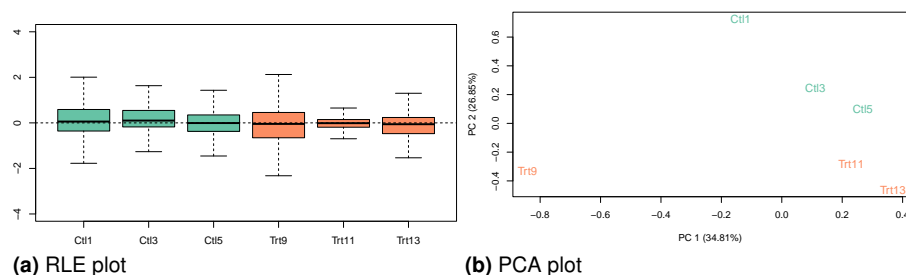 4
2
0
−2
−4
Ctl1 Ctl3 Ctl5 Trt9 Trt11 Trt13
(a) RLE plot
PC 2 (26.85%)
0.6
0.4
0.2
0.0
−0.2
−0.4
Ctl1
Ctl3
Ctl5
Trt11
Trt9
Trt13
−0.8 −0.6 −0.4 −0.2 0.0 0.2 0.4
PC 1 (34.81%)
(b) PCA plot